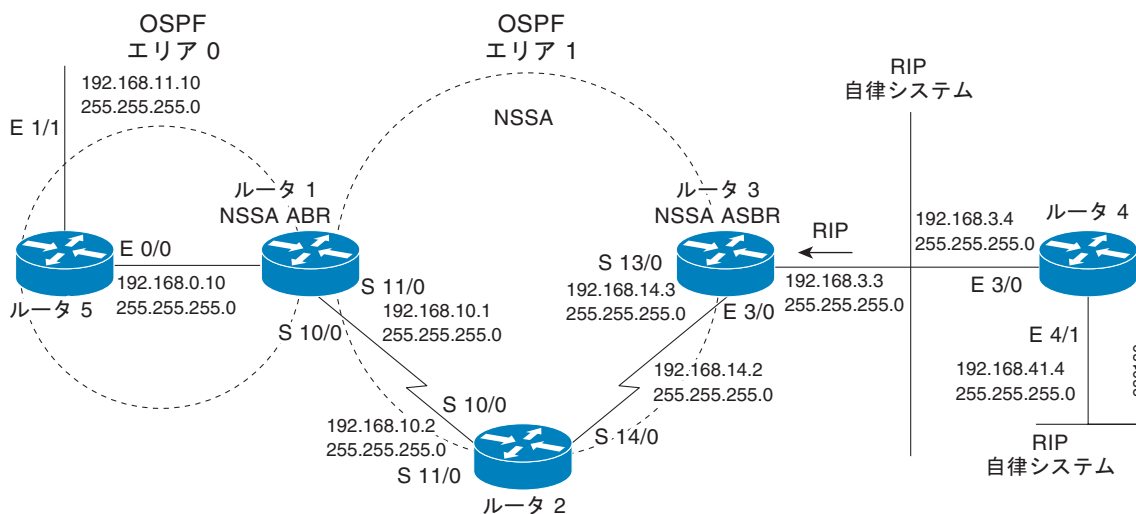 OSPF
エリア 0
OSPF
エリア 1
RIP
自律システム
192.168.11.10
255.255.255.0
E 1/1
NSSA
ルータ 1
NSSA ABR
ルータ 3
NSSA ASBR
RIP
192.168.3.4
255.255.255.0
ルータ 4
E 0/0
192.168.0.10
255.255.255.0
ルータ 5
S 11/0
192.168.10.1
255.255.255.0
S 10/0
S 13/0
192.168.14.3
255.255.255.0
E 3/0
192.168.3.3
255.255.255.0
E 3/0
E 4/1
192.168.41.4
255.255.255.0
192.168.14.2
255.255.255.0
S 10/0
192.168.10.2
255.255.255.0
S 11/0
S 14/0
ルータ 2
RIP
自律システム